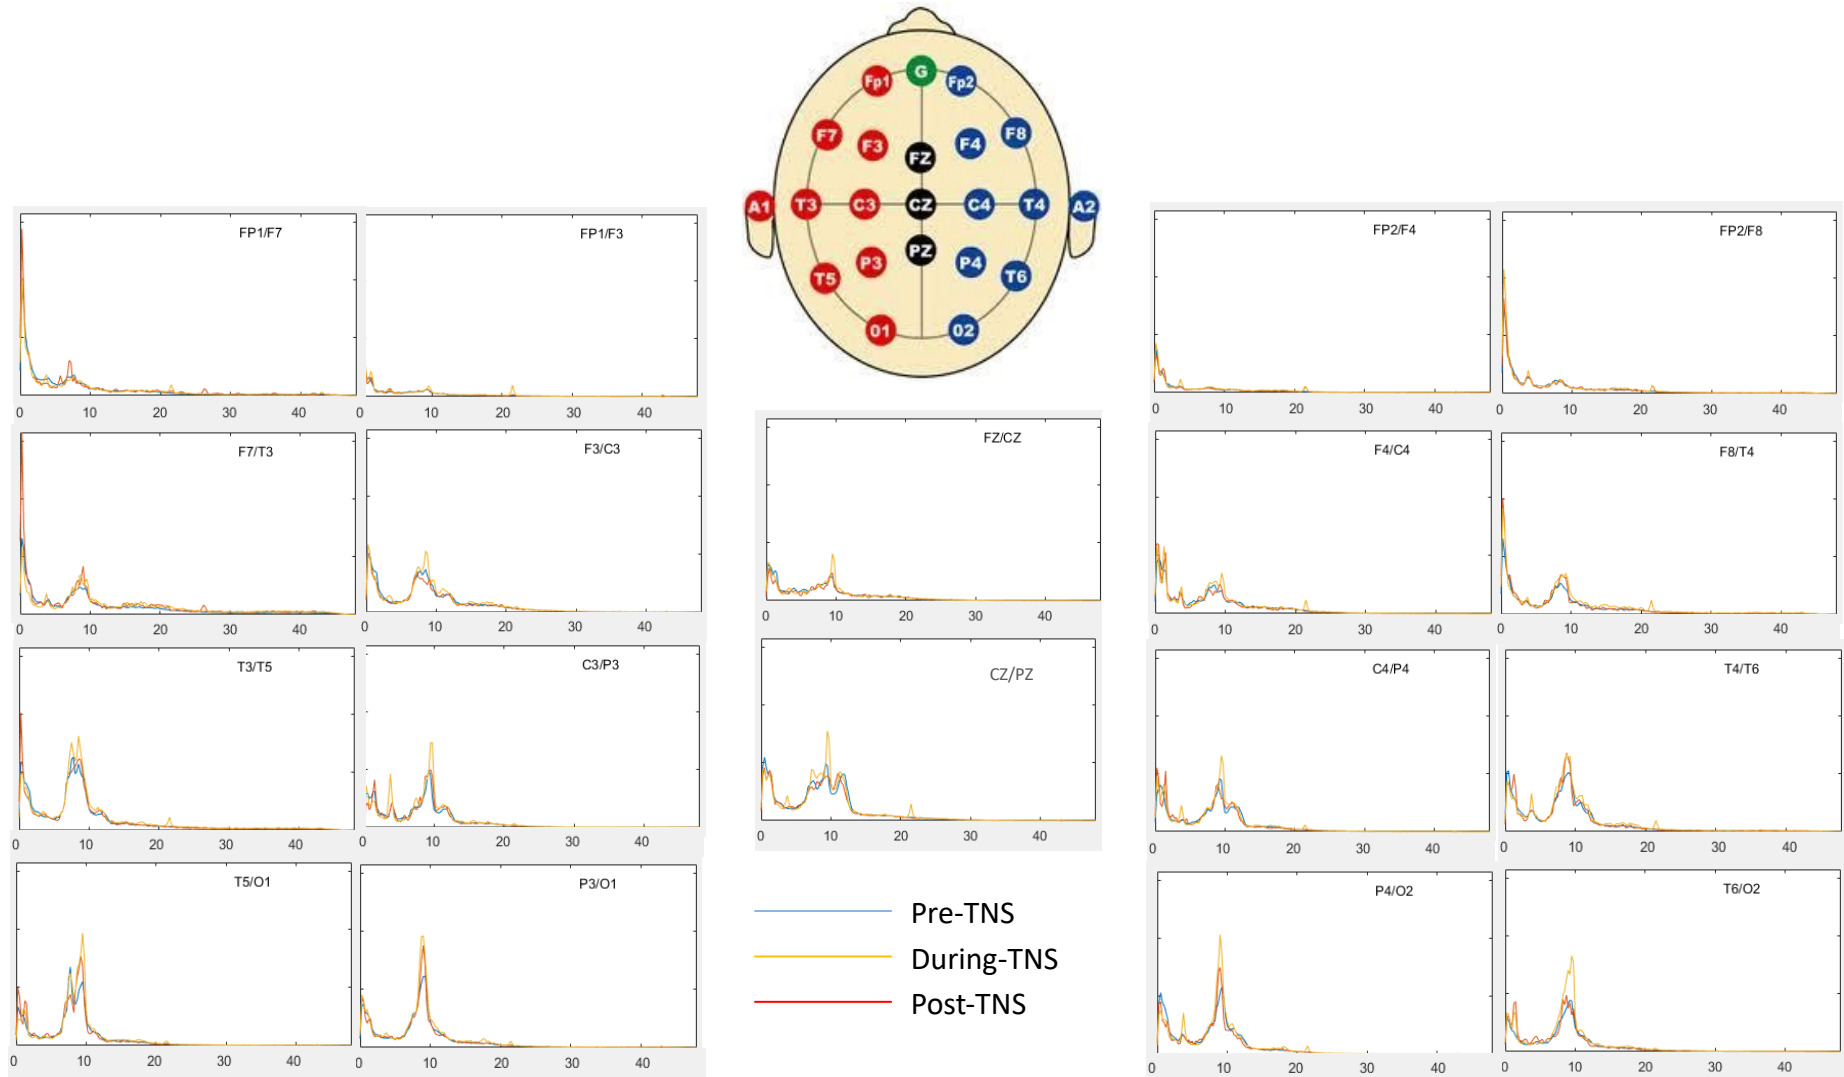 G
Fp1
Fp2
F7
F3
FZ
F4
F8
A1
T3
C3
CZ
C4
T4
A2
T5
P3
PZ
P4
T6
01
02
FP1/F7
0 10 20 30 40
FP1/F3
0 10 20 30 40
FP2/F4
0 10 20 30 40
FP2/F8
0 10 20 30 40
F7/T3
0 10 20 30 40
F3/C3
0 10 20 30 40
FZ/CZ
0 10 20 30 40
F4/C4
0 10 20 30 40
F8/T4
0 10 20 30 40
T3/T5
0 10 20 30 40
C3/P3
0 10 20 30 40
CZ/PZ
0 10 20 30 40
C4/P4
0 10 20 30 40
T4/T6
0 10 20 30 40
T5/O1
0 10 20 30 40
P3/O1
0 10 20 30 40
Pre-TNS
During-TNS
Post-TNS
P4/O2
0 10 20 30 40
T6/O2
0 10 20 30 40